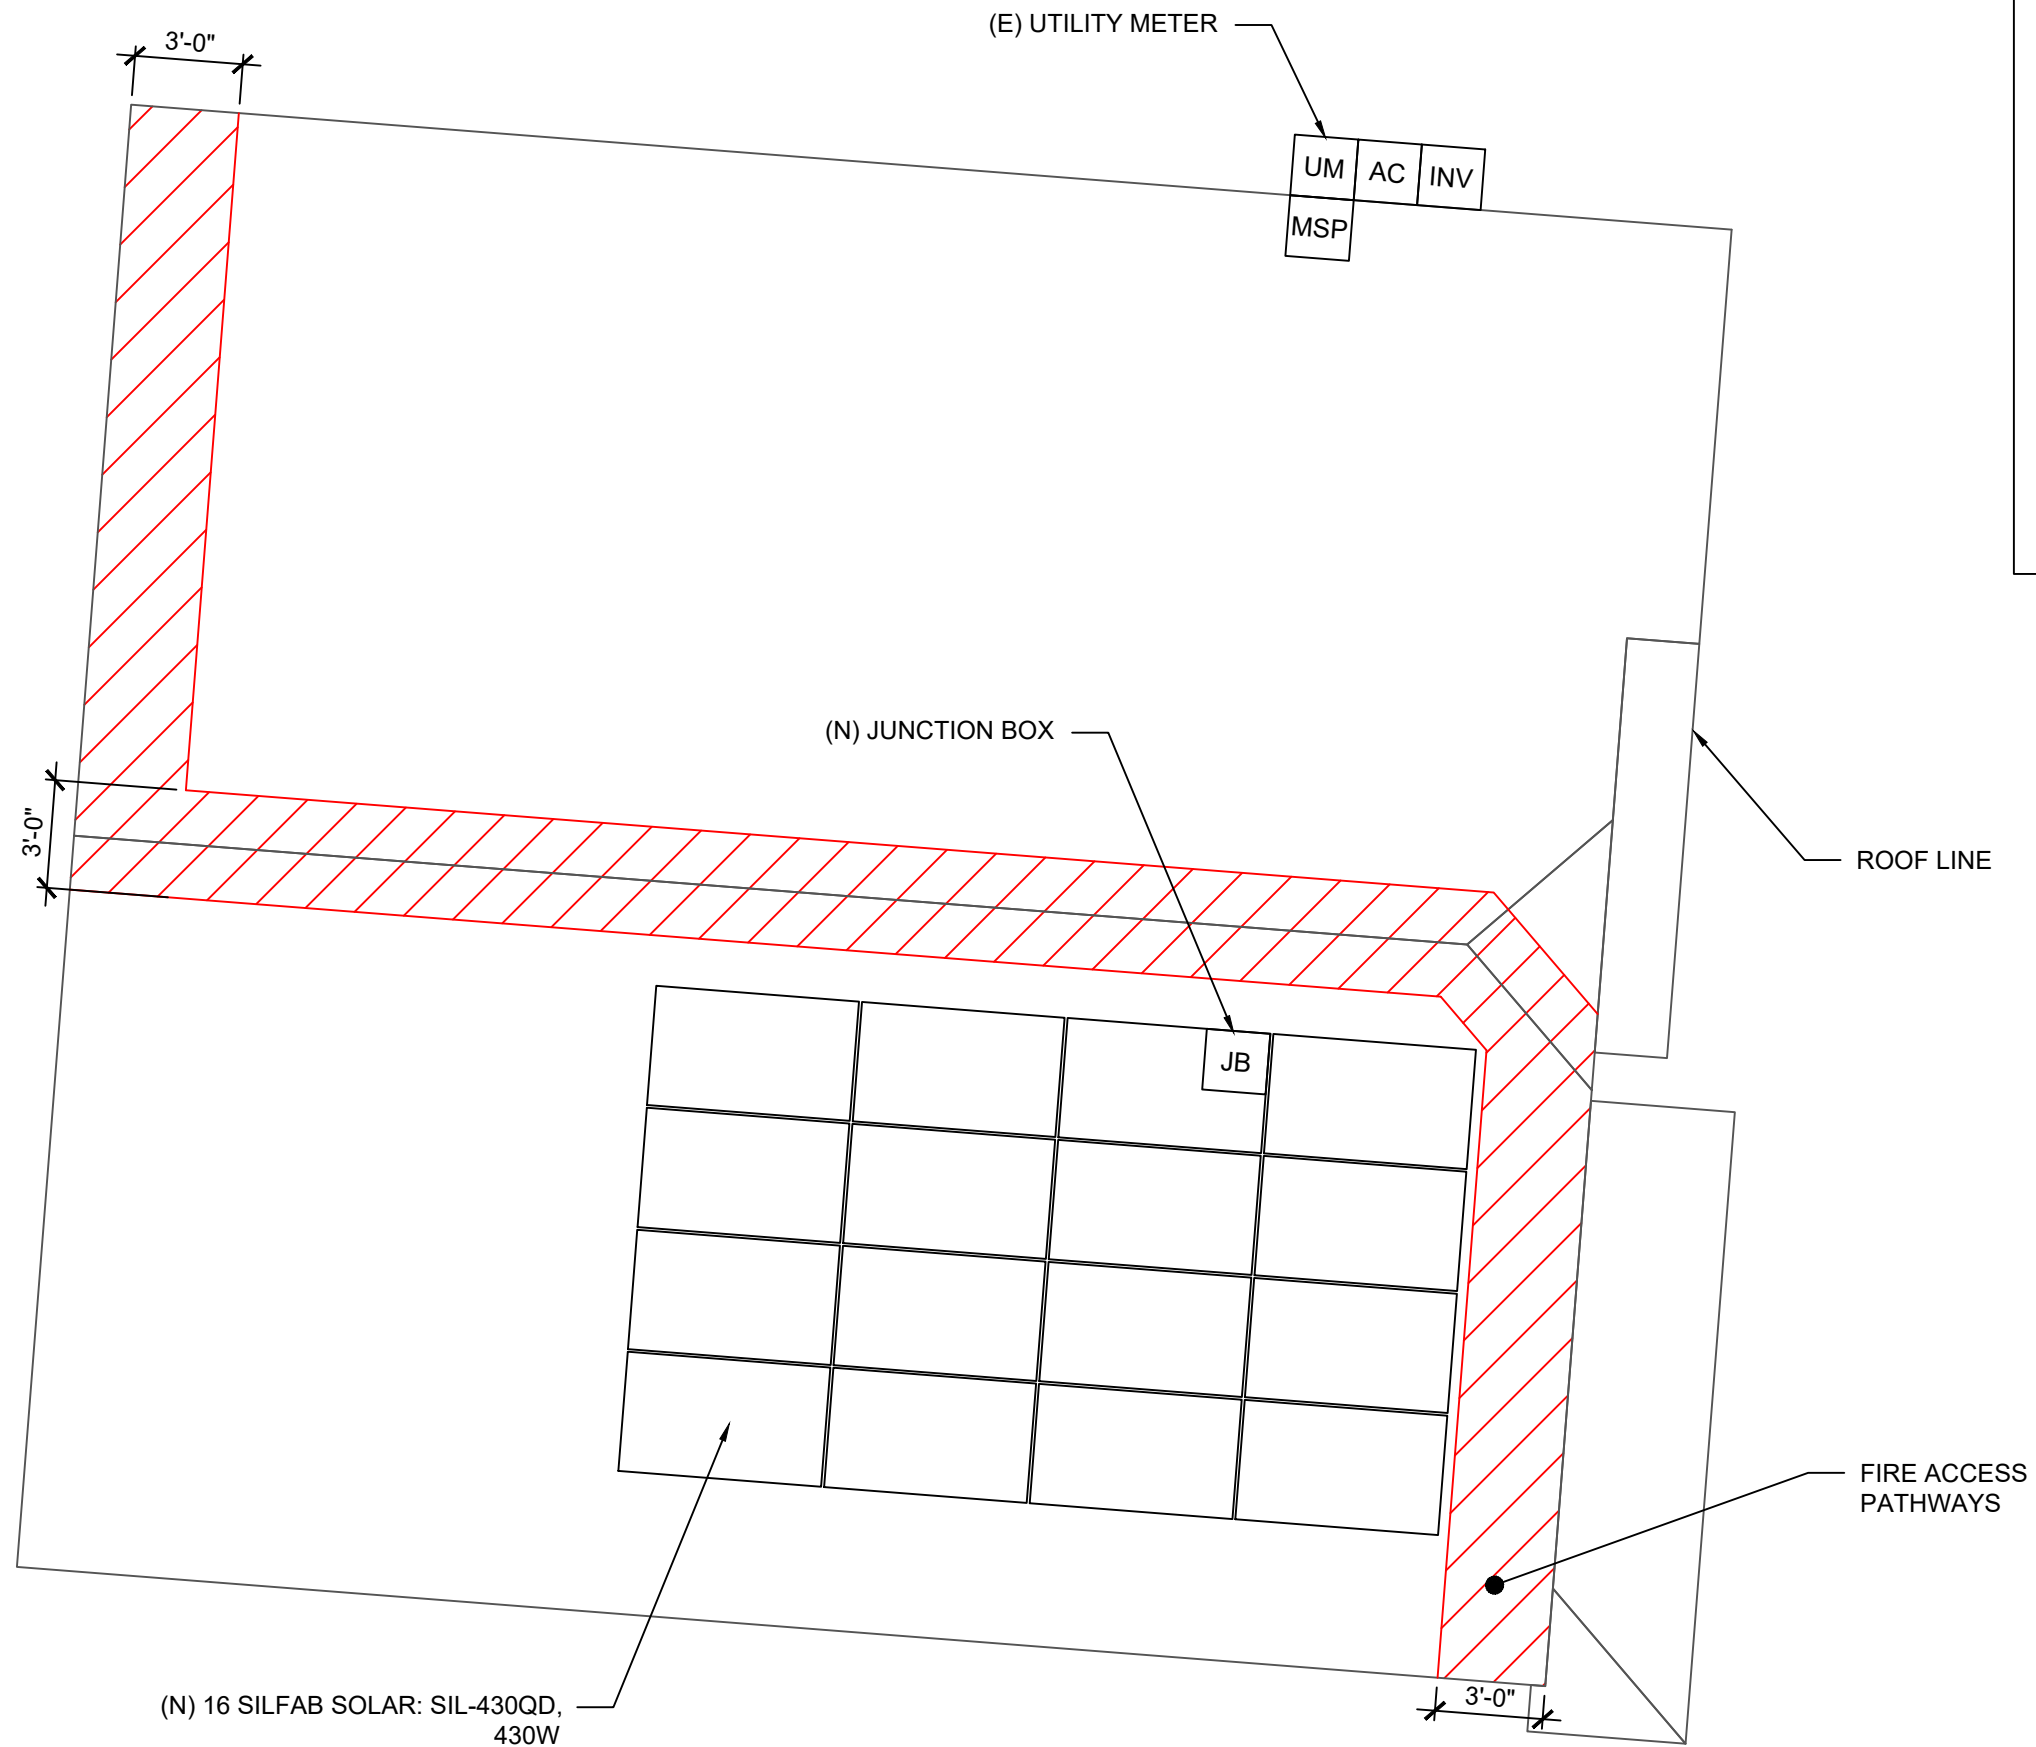 (E) UTILITY METER
3'-0"
UM
AC
INV
MSP
(N) JUNCTION BOX
3'-0"
ROOF LINE
JB
FIRE ACCESS
PATHWAYS
(N) 16 SILFAB SOLAR: SIL-430QD,
430W
3'-0"